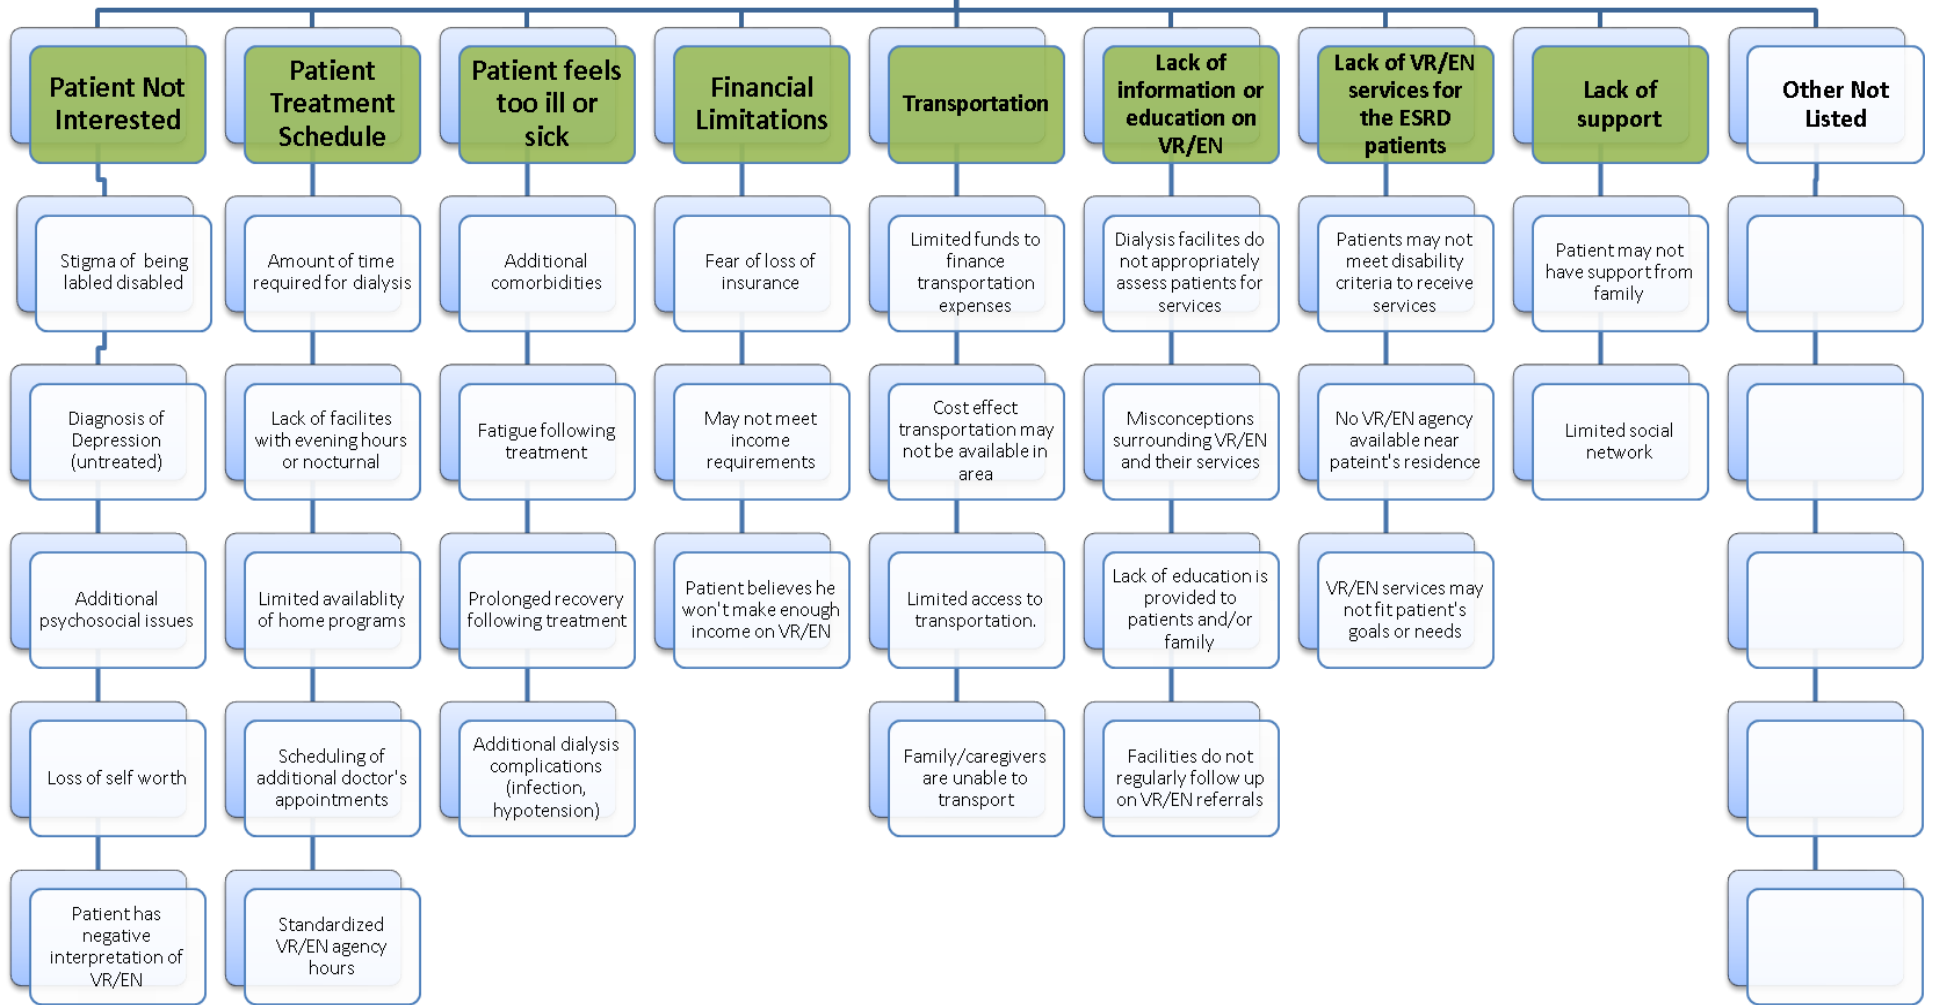 Patient Not
Interested
Patient
Treatment
Schedule
Patient feels
too ill or
sick
Financial
Limitations
Transportation
Lack of
information or
education on
VR/EN
Lack of VR/EN
services for
the ESRD
patients
Lack of
support
Other Not
Listed
Stigma of being
labled disabled
Amount of time
required for dialysis
Additional
comorbidities
Fear of loss of
insurance
Limited funds to
finance
transportation
expenses
Dialysis facilites do
not appropriately
assess patients for
services
Patients may not
meet disability
criteria to receive
services
Patient may not
have support from
family
Diagnosis of
Depression
(untreated)
Lack of facilites
with evening hours
or nocturnal
Fatigue following
treatment
May not meet
income
requirements
Cost effect
transportation may
not be available in
area
Misconceptions
surrounding VR/EN
and their services
No VR/EN agency
available near
pateint's residence
Limited social
network
Additional
psychosocial issues
Limited availablity
of home programs
Prolonged recovery
following treatment
Patient believes he
won't make enough
income on VR/EN
Limited access to
transportation.
Lack of education is
provided to
patients and/or
family
VR/EN services may
not fit patient's
goals or needs
Loss of self worth
Scheduling of
additional doctor's
appointments
Additional dialysis
complications
(infection,
hypotension)
Family/caregivers
are unable to
transport
Facilities do not
regularly follow up
on VR/EN referrals
Patient has
negative
interpretation of
VR/EN
Standardized
VR/EN agency
hours